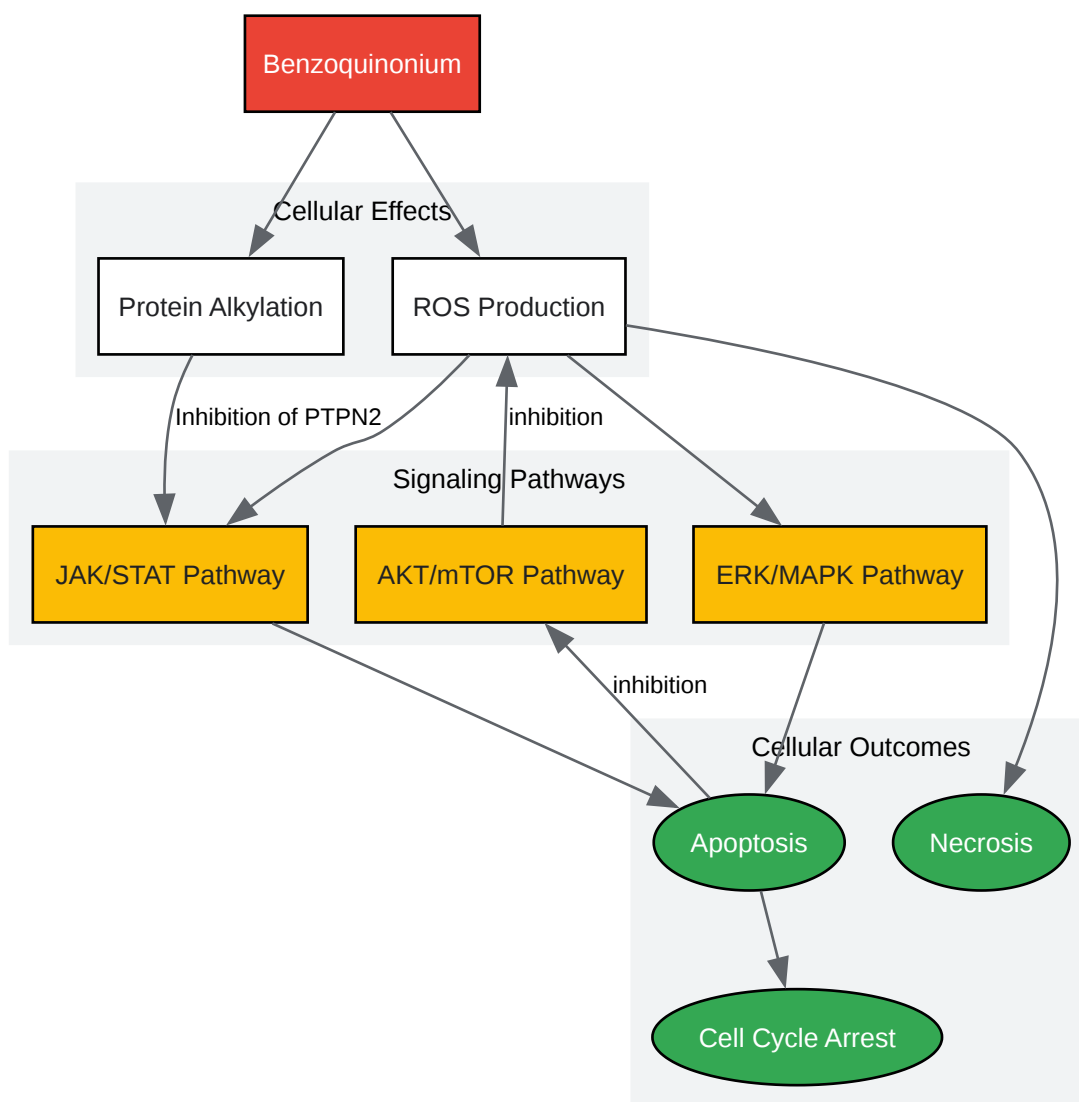 Benzoquinonium
Cellular Effects
Protein Alkylation
ROS Production
Inhibition of PTPN2
inhibition
Signaling Pathways
JAK/STAT Pathway
AKT/mTOR Pathway
ERK/MAPK Pathway
inhibition
Cellular Outcomes
Apoptosis
Necrosis
Cell Cycle Arrest